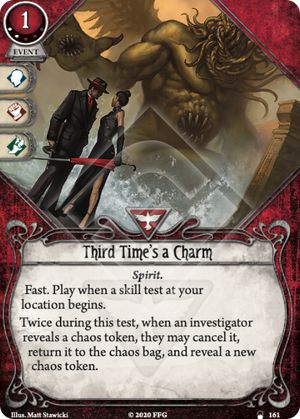 1
EVENT
Third Time's a Charm
Spirit.
Fast. Play when a skill test at your
location begins.
Twice during this test, when an investigator
reveals a chaos token, they may cancel it,
return it to the chaos bag, and reveal a new
chaos token.
Illus. Matt Stawicki
© 2020 FFG
161